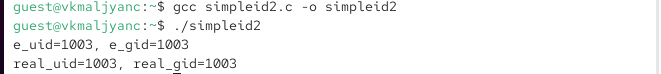 guest@vkmaljyanc:~$ gcc simpleid2.c -o simpleid2
guest@vkmaljyanc:~$ ./simpleid2
e_uid=1003, e_gid=1003
real_uid=1003, real_gid=1003